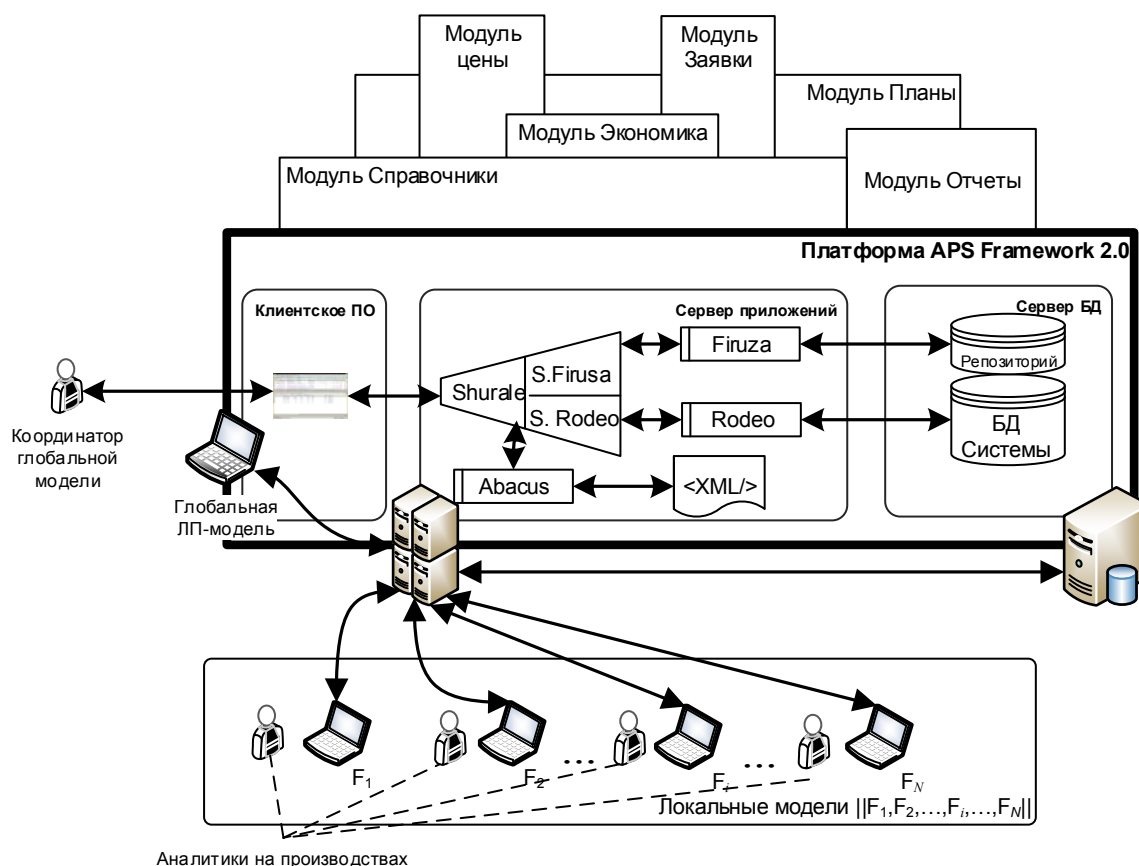 Модуль
цены
Модуль
Заявки
Модуль Планы
Модуль Экономика
Модуль Справочники
Модуль Отчеты
Платформа APS Framework 2.0
Клиентское ПО
Сервер приложений
Сервер БД
Shurale
S.Firusa
S. Rodeo
Firuza
Rodeo
Репозиторий
БД
Системы
Abacus
<XML/>
Координатор
глобальной
модели
Глобальная
ЛП-модель
F1
F2
...
Fi
...
FN
Локальные модели ||F1,F2,...,Fi,...,FN||
Аналитики на производствах